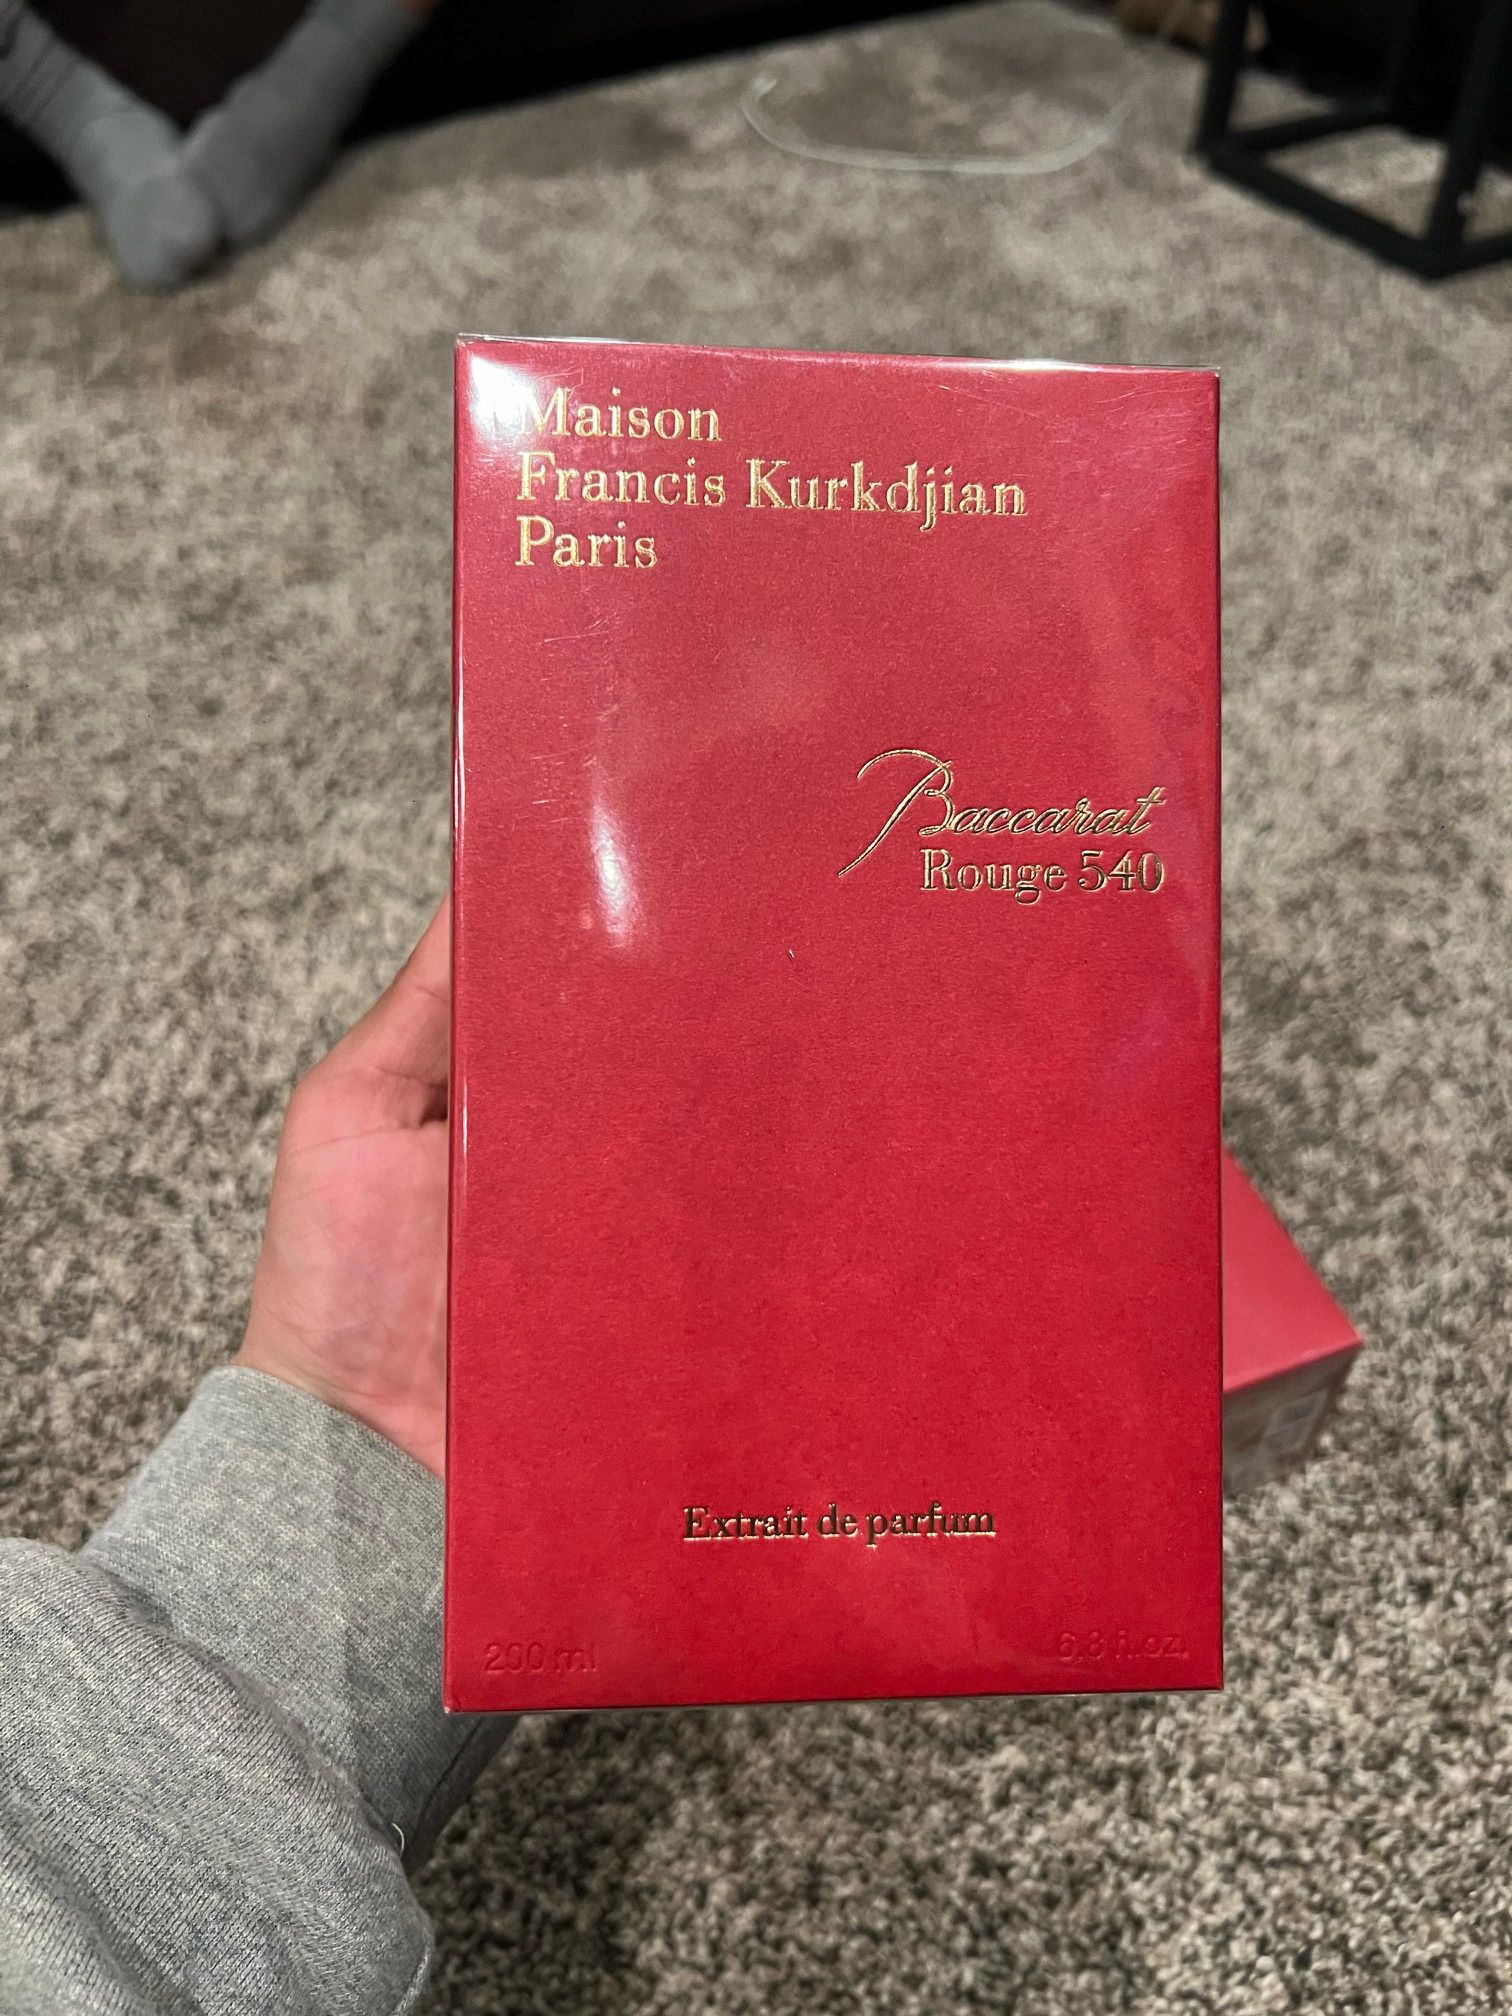 Maison
Francis Kurkdjian
Paris
Baccarat
Rouge 540
Extrait de parfum
200 ml
6.8 fl.oz.